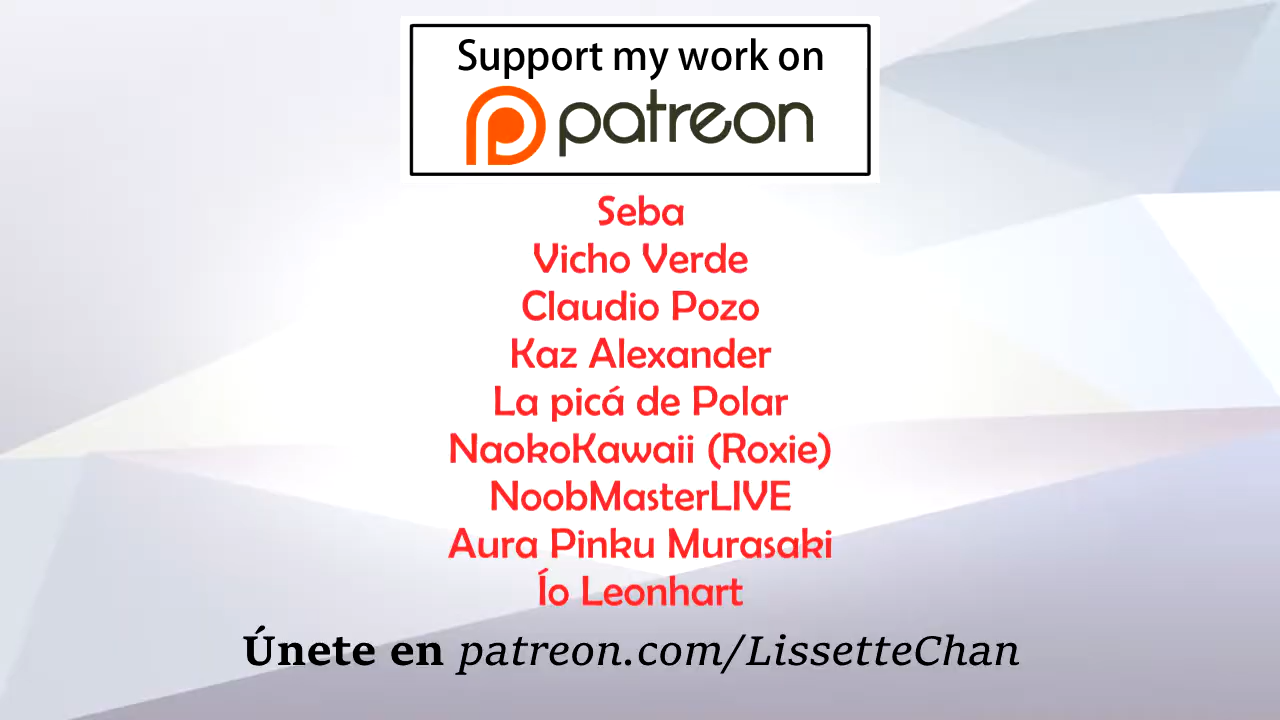 Support my work on
patreon
Seba
Vicho Verde
Claudio Pozo
Kaz Alexander
La picá de Polar
NaokoKawaii (Roxie)
NoobMasterLIVE
Aura Pinku Murasaki
Ío Leonhart
Únete en patreon.com/LissetteChan